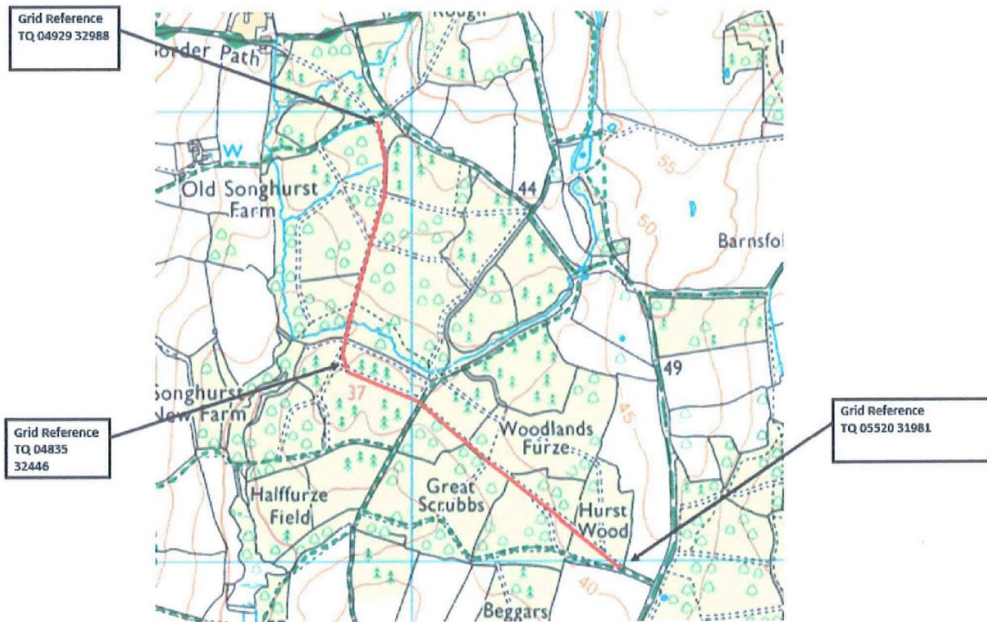 Grid Reference
TQ 04929 32988
Rough
Border Path
W
Old Songhurst
Farm
44
55
50
Barnsfol
Songhurst
New Farm
37
49
45
Grid Reference
TQ 04835
32446
Grid Reference
TQ 05520 31981
Woodlands
Furze
Halffurze
Field
Great
Scrubbs
Hurst
Wood
40
Beggars